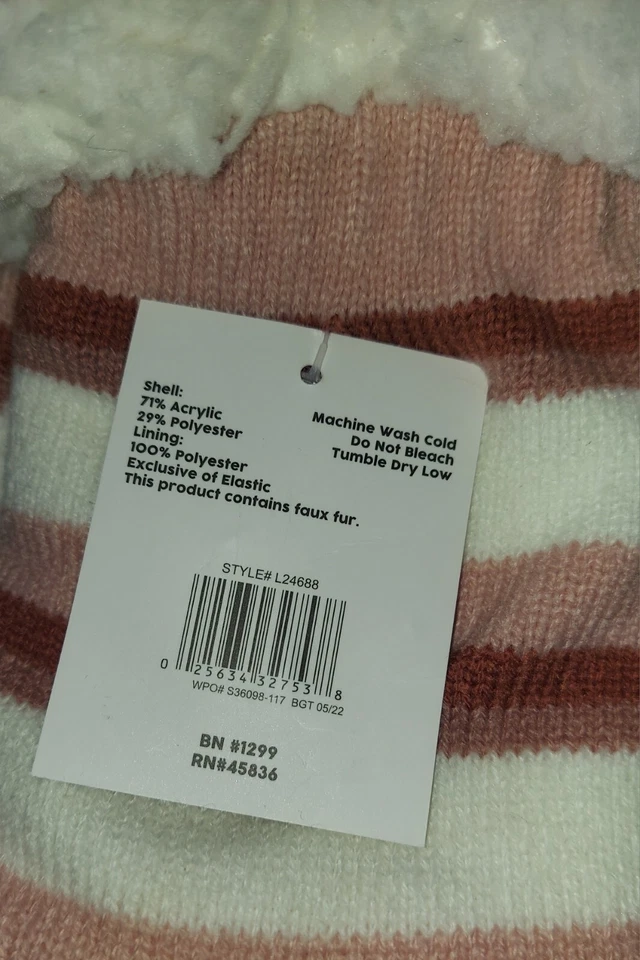 Shell:
71% Acrylic
29% Polyester
Lining:
100% Polyester
Exclusive of Elastic
This product contains faux fur.
Machine Wash Cold
Do Not Bleach
Tumble Dry Low
STYLE# L24688
0 25634 32753 8
WPO# S36098-117 BGT 05/22
BN #1299
RN#45836